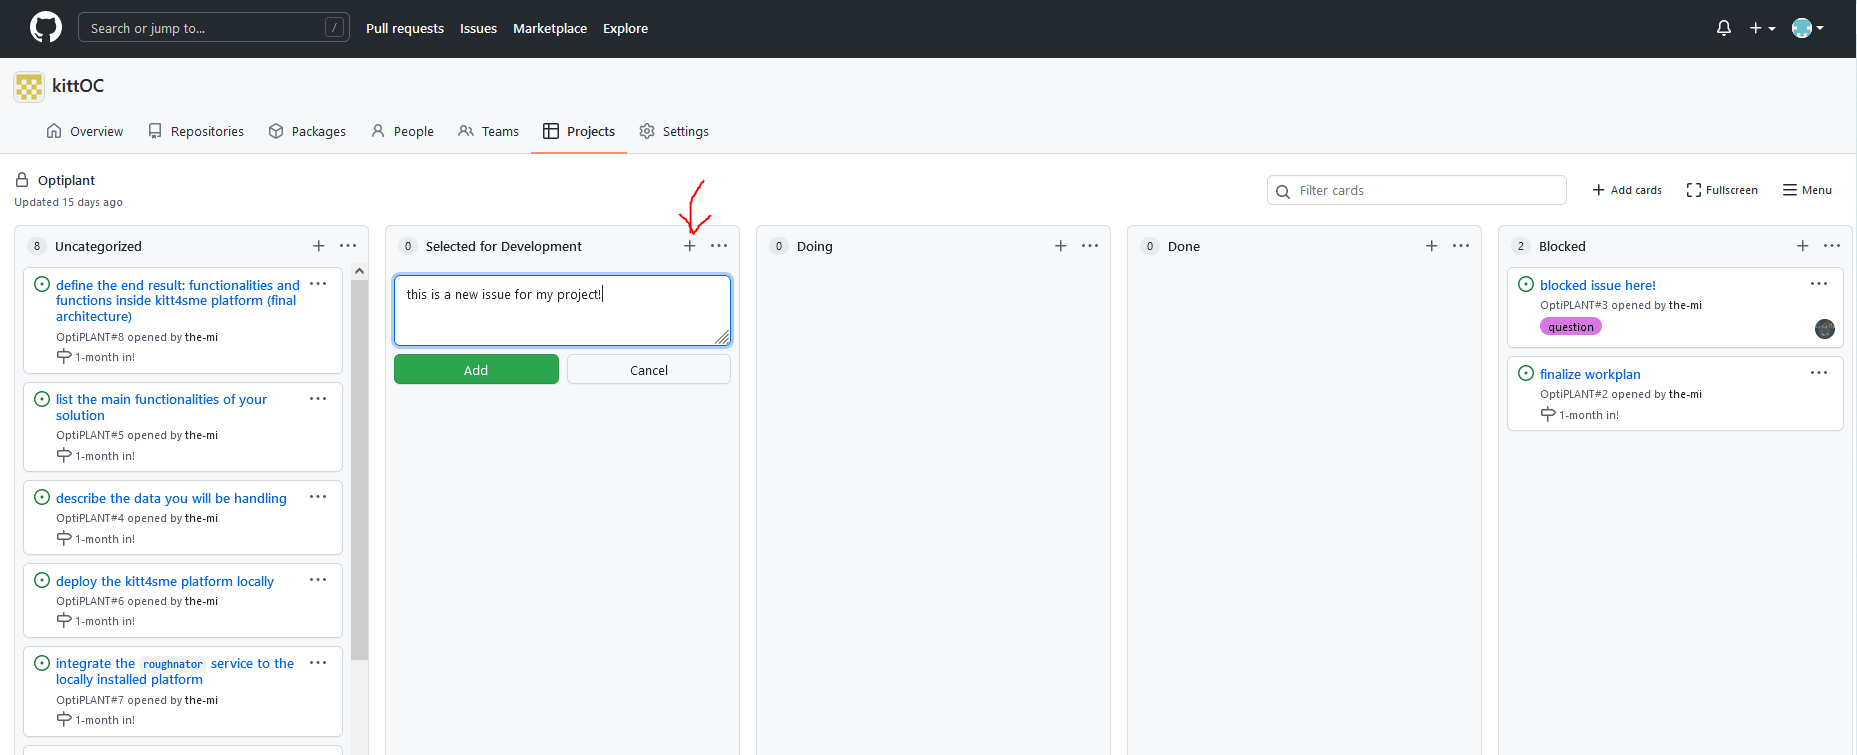 Search or jump to... /
Pull requests Issues Marketplace Explore
kittOC
Overview Repositories Packages People Teams Projects Settings
Optiplant
Updated 15 days ago
Filter cards
Add cards Fullscreen Menu
8 Uncategorized
define the end result: functionalities and
functions inside kitt4sme platform (final
architecture)
OptiPLANT#8 opened by the-mi
1-month in!
list the main functionalities of your
solution
OptiPLANT#5 opened by the-mi
1-month in!
describe the data you will be handling
OptiPLANT#4 opened by the-mi
1-month in!
deploy the kitt4sme platform locally
OptiPLANT#6 opened by the-mi
1-month in!
integrate the roughnator service to the
locally installed platform
OptiPLANT#7 opened by the-mi
1-month in!
0 Selected for Development
this is a new issue for my project!
Add Cancel
0 Doing
0 Done
2 Blocked
blocked issue here!
OptiPLANT#3 opened by the-mi
question
finalize workplan
OptiPLANT#2 opened by the-mi
1-month in!